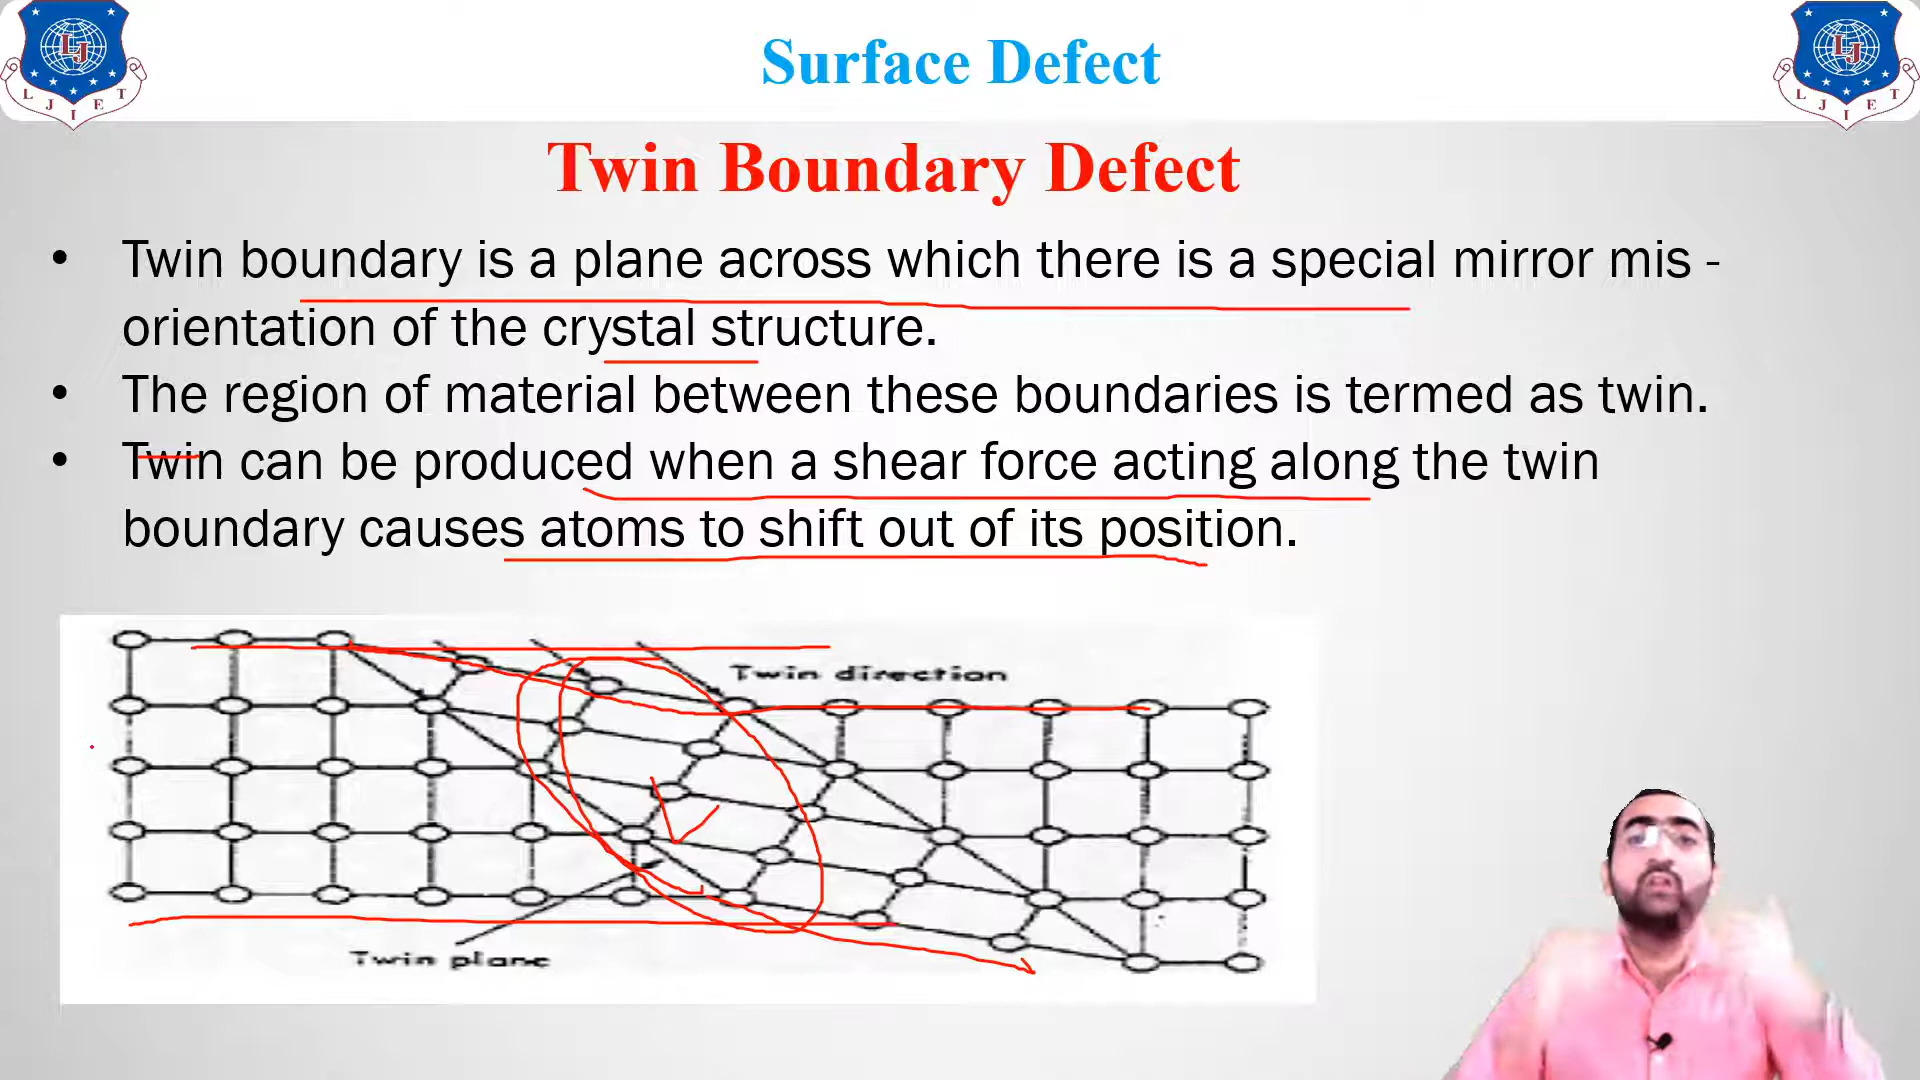 Surface Defect
LJ
L J I E T
LJ
L J I E T
Twin Boundary Defect
• Twin boundary is a plane across which there is a special mirror mis -
orientation of the crystal structure.
• The region of material between these boundaries is termed as twin.
• Twin can be produced when a shear force acting along the twin
boundary causes atoms to shift out of its position.
Twin direction
Twin plane